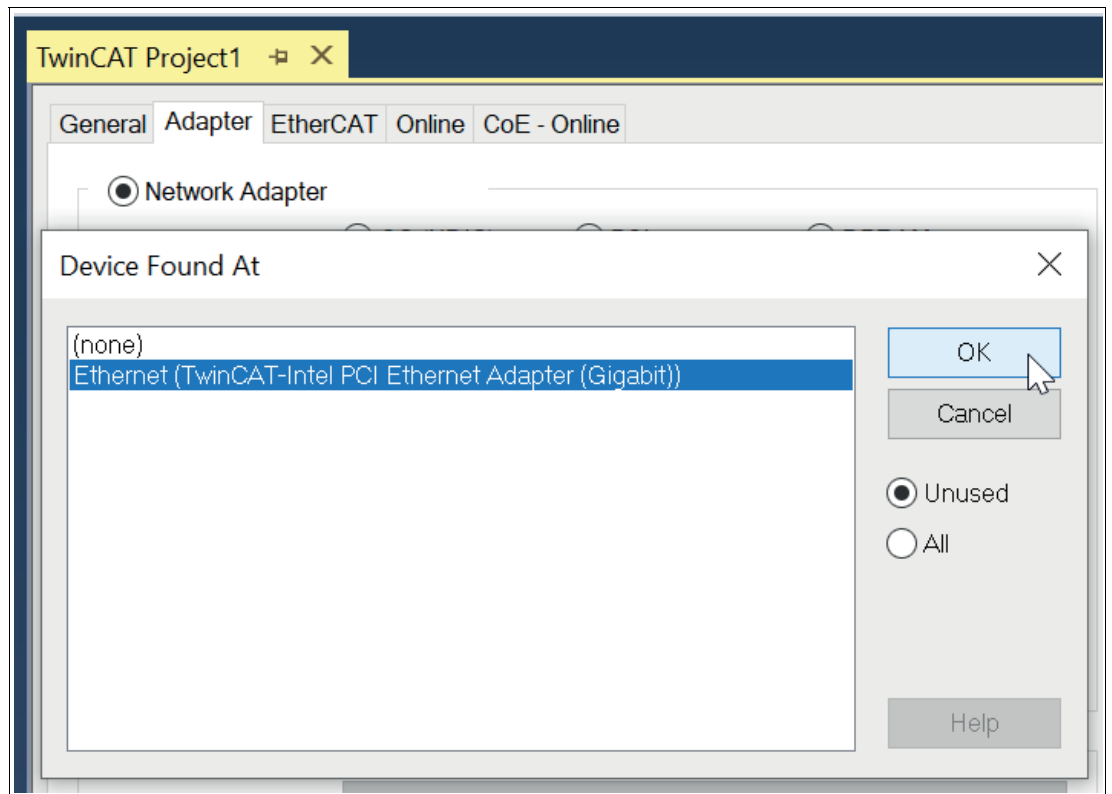 TwinCAT Project1
General Adapter EtherCAT Online CoE - Online
Network Adapter
Device Found At
(none)
Ethernet (TwinCAT-Intel PCI Ethernet Adapter (Gigabit))
OK
Cancel
Unused
All
Help